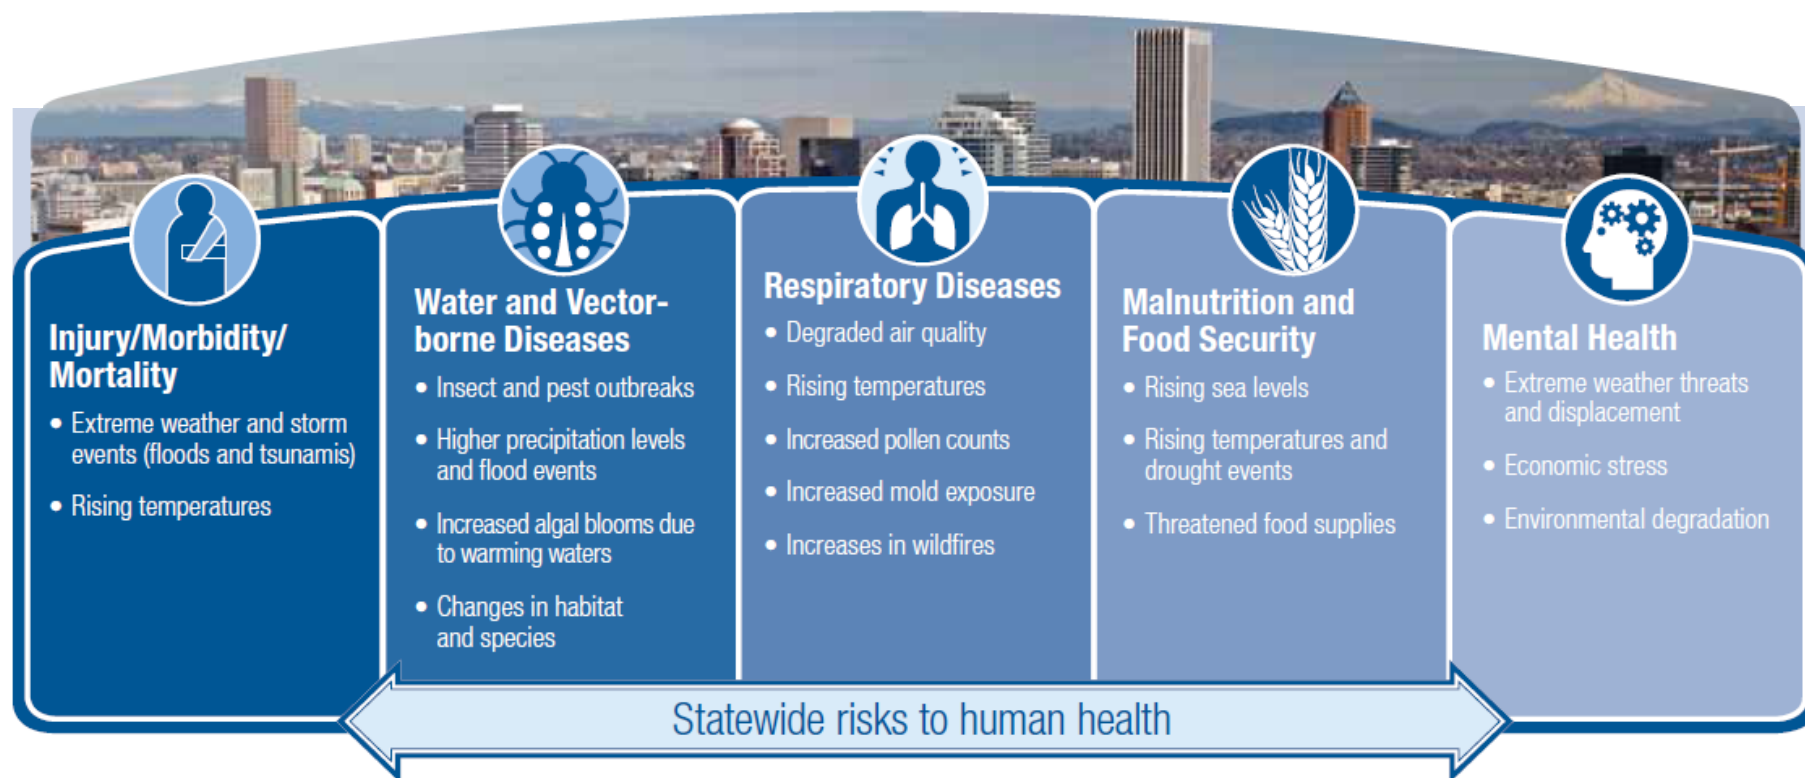 Injury/Morbidity/
Mortality
• Extreme weather and storm
events (floods and tsunamis)
• Rising temperatures
Water and Vector-
borne Diseases
• Insect and pest outbreaks
• Higher precipitation levels
and flood events
• Increased algal blooms due
to warming waters
• Changes in habitat
and species
Respiratory Diseases
• Degraded air quality
• Rising temperatures
• Increased pollen counts
• Increased mold exposure
• Increases in wildfires
Malnutrition and
Food Security
• Rising sea levels
• Rising temperatures and
drought events
• Threatened food supplies
Mental Health
• Extreme weather threats
and displacement
• Economic stress
• Environmental degradation
Statewide risks to human health